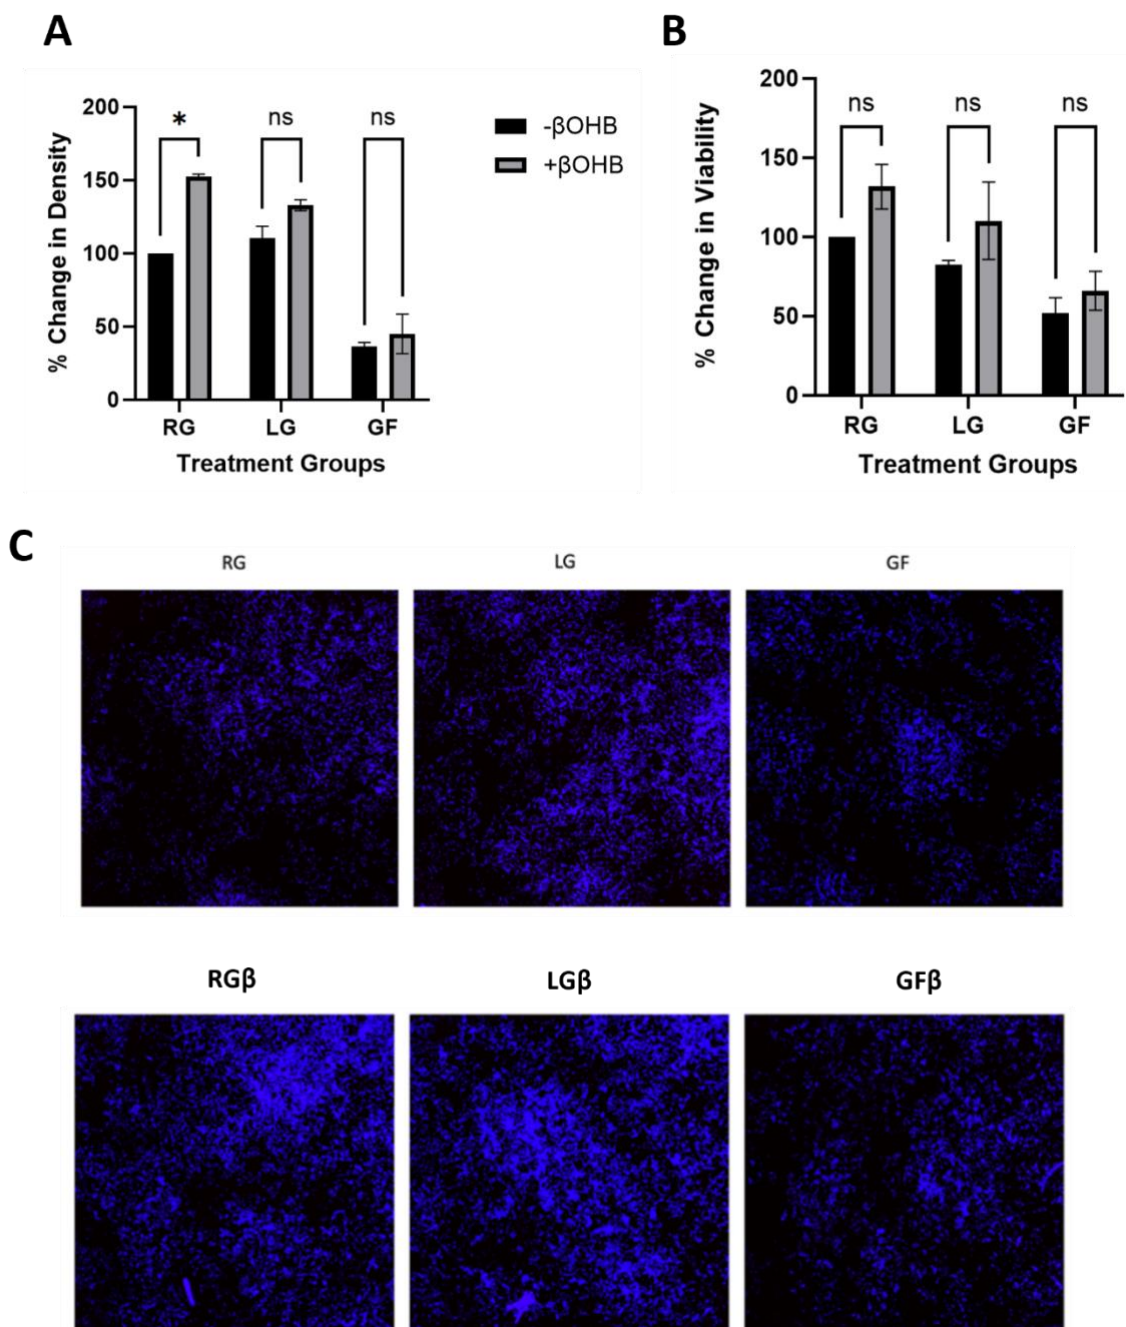 A
200
150
100
50
0
% Change in Density
* ns ns
RG LG GF
Treatment Groups
-βOHB
+βOHB
B
200
150
100
50
0
% Change in Viability
ns ns ns
RG LG GF
Treatment Groups
C
RG LG GF
RGβ LGβ GFβ